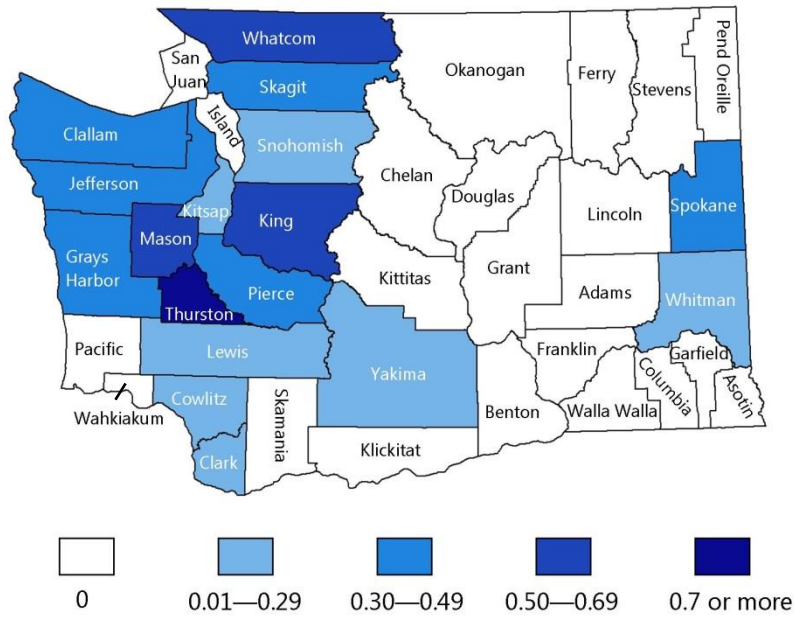 Whatcom
San
Juan
Skagit
Okanogan
Ferry
Stevens
Pend Oreille
Island
Clallam
Snohomish
Jefferson
Kitsap
Chelan
Douglas
Lincoln
Spokane
King
Mason
Grays
Harbor
Kittitas
Grant
Pierce
Adams
Whitman
Thurston
Pacific
Lewis
Yakima
Franklin
Garfield
Columbia
Asotin
Cowlitz
Skamania
Wahkiakum
Benton
Walla Walla
Clark
Klickitat
0
0.01—0.29
0.30—0.49
0.50—0.69
0.7 or more